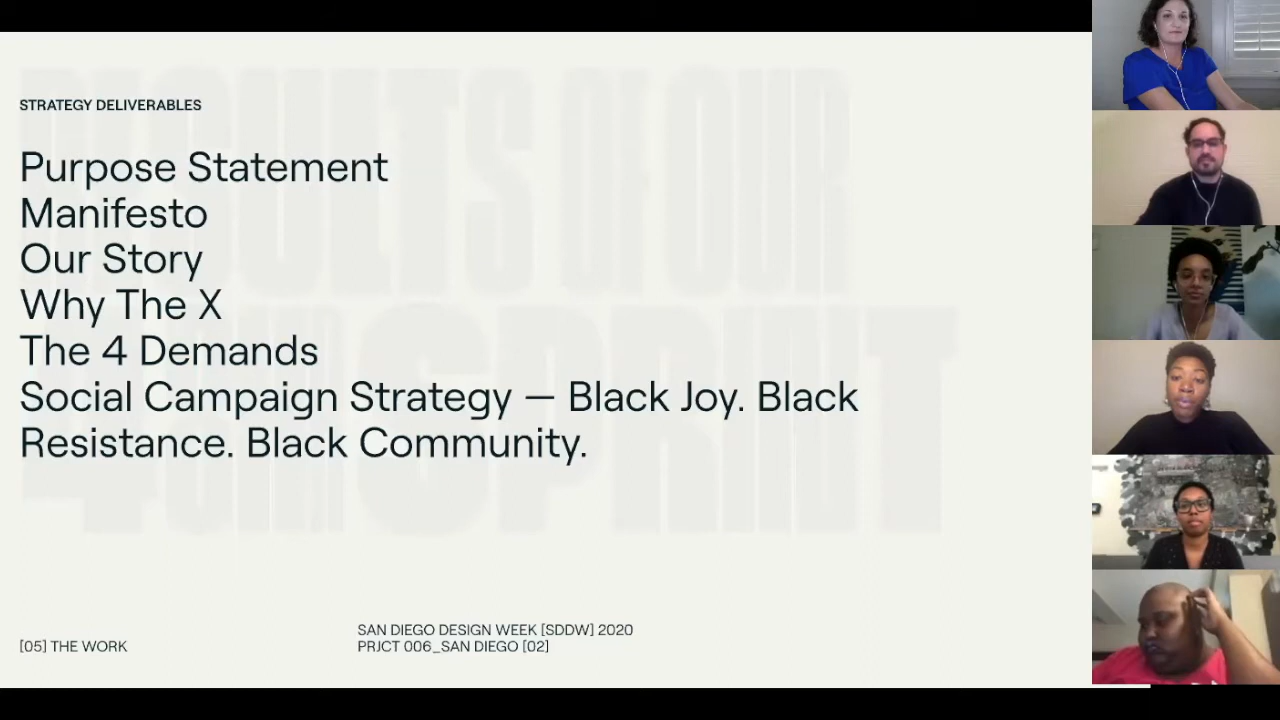 STRATEGY DELIVERABLES
Purpose Statement
Manifesto
Our Story
Why The X
The 4 Demands
Social Campaign Strategy — Black Joy. Black
Resistance. Black Community.
[05] THE WORK
SAN DIEGO DESIGN WEEK [SDDW] 2020
PRJCT 006_SAN DIEGO [02]